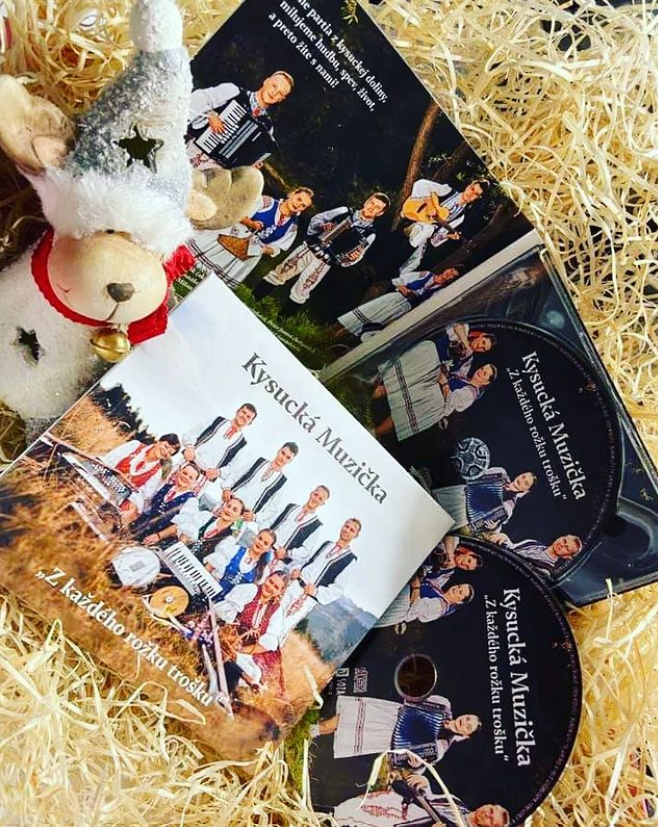 partia z kysuckej doliny,
milujeme hudbu, spev, život,
a preto žite s nami!
Kysucká Muzička
„Z každého rožku trošku“
Kysucká Muzička
„Z každého rožku trošku“
Kysucká Muzička
„Z každého rožku trošku“